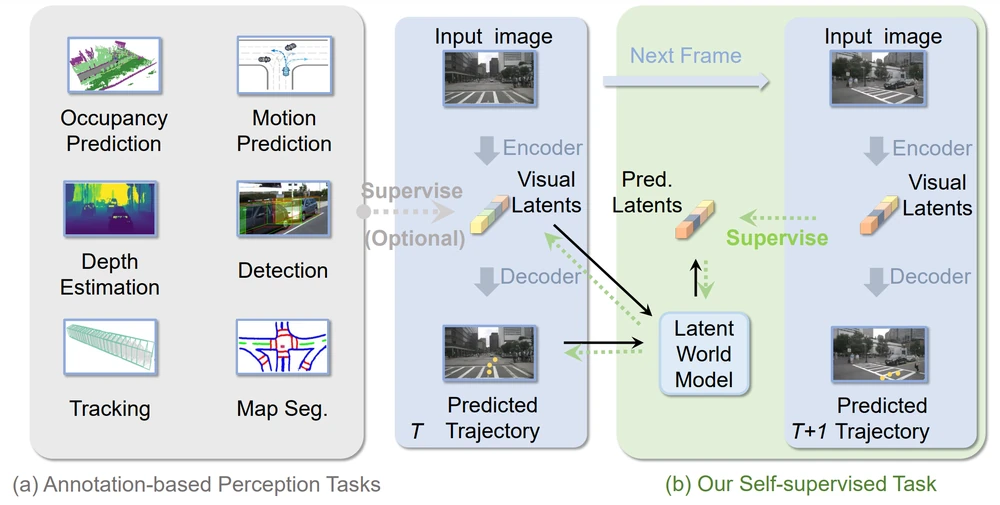 Occupancy
Prediction
Motion
Prediction
Depth
Estimation
Detection
Tracking
Map Seg.
(a) Annotation-based Perception Tasks
Supervise
(Optional)
Input image
Encoder
Visual
Latents
Decoder
Predicted
T Trajectory
Next Frame
Pred.
Latents
Supervise
Latent
World
Model
Input image
Encoder
Visual
Latents
Decoder
Predicted
T+1 Trajectory
(b) Our Self-supervised Task